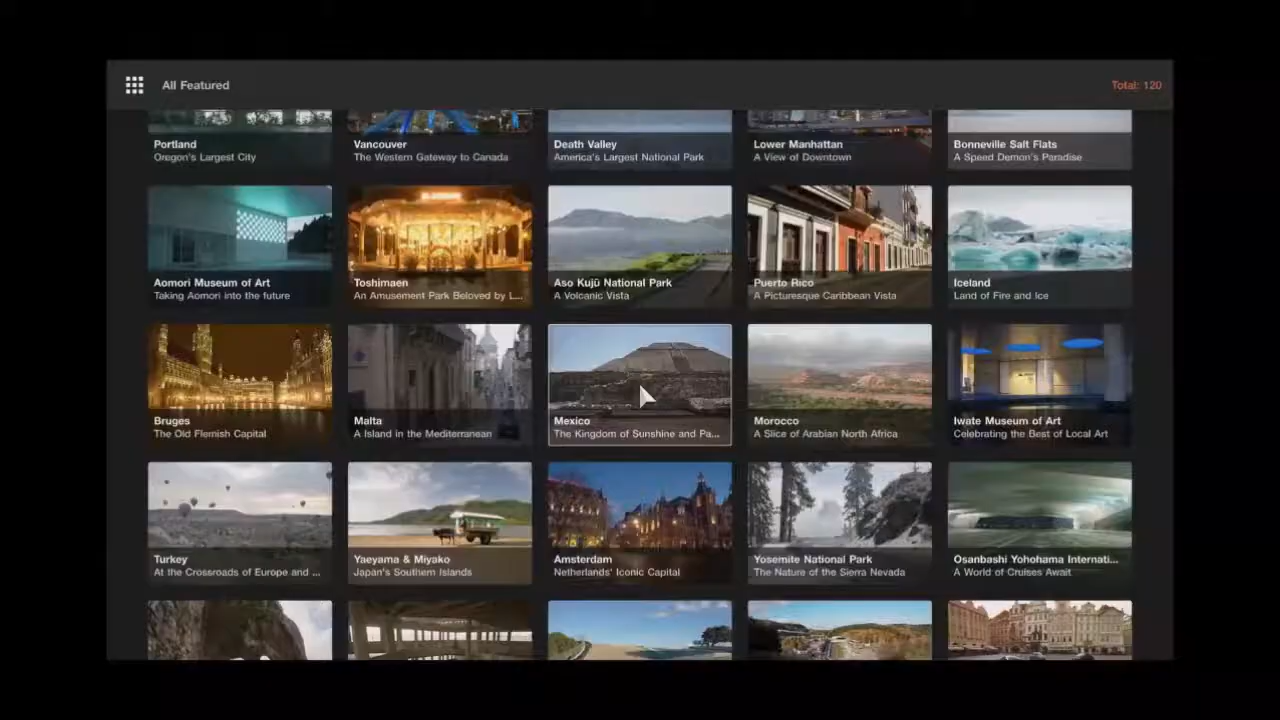 All Featured
Total: 120
Portland
Oregon's Largest City
Vancouver
The Western Gateway to Canada
Death Valley
America's Largest National Park
Lower Manhattan
A View of Downtown
Bonneville Salt Flats
A Speed Demon's Paradise
Aomori Museum of Art
Taking Aomori into the future
Toshimaen
An Amusement Park Beloved by L...
Aso Kujū National Park
A Volcanic Vista
Puerto Rico
A Picturesque Caribbean Vista
Iceland
Land of Fire and Ice
Bruges
The Old Flemish Capital
Malta
A Island in the Mediterranean
Mexico
The Kingdom of Sunshine and Pa...
Morocco
A Slice of Arabian North Africa
Iwate Museum of Art
Celebrating the Best of Local Art
Turkey
At the Crossroads of Europe and ...
Yaeyama & Miyako
Japan's Southern Islands
Amsterdam
Netherlands' Iconic Capital
Yosemite National Park
The Nature of the Sierra Nevada
Osanbashi Yohohama Internati...
A World of Cruises Await